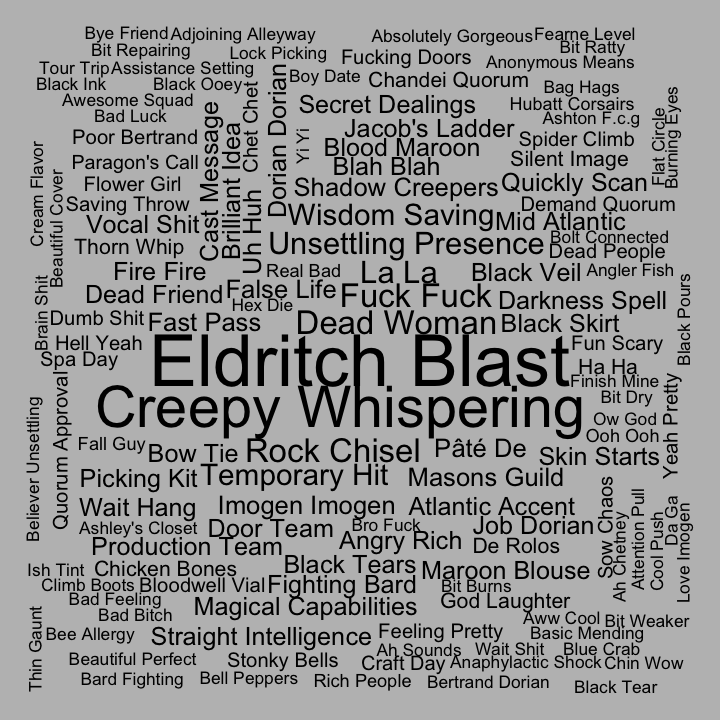 Bye Friend
Adjoining Alleyway
Absolutely Gorgeous
Fearne Level
Bit Repairing
Lock Picking
Fucking Doors
Bit Ratty
Tour Trip
Assistance Setting
Boy Date
Chandei Quorum
Anonymous Means
Black Ink
Black Ooey
Bag Hags
Awesome Squad
Secret Dealings
Hubatt Corsairs
Bad Luck
Jacob's Ladder
Ashton F.c.g
Poor Bertrand
Cast Message
Brilliant Idea
Chet Chet
Uh Huh
Dorian Dorian
Yi Yi
Blood Maroon
Spider Climb
Flat Circle
Burning Eyes
Paragon's Call
Blah Blah
Silent Image
Cream Flavor
Beautiful Cover
Flower Girl
Shadow Creepers
Quickly Scan
Saving Throw
Wisdom Saving
Demand Quorum
Vocal Shit
Mid Atlantic
Thorn Whip
Unsettling Presence
Bolt Connected
Dead People
Fire Fire
Real Bad
La La
Black Veil
Angler Fish
Dead Friend
False Life
Fuck Fuck
Darkness Spell
Hex Die
Brain Shit
Dumb Shit
Fast Pass
Dead Woman
Black Skirt
Black Pours
Hell Yeah
Fun Scary
Spa Day
Eldritch Blast
Ha Ha
Finish Mine
Creepy Whispering
Bit Dry
Ow God
Ooh Ooh
Yeah Pretty
Believer Unsettling
Quorum Approval
Fall Guy
Bow Tie
Rock Chisel
Pâté De
Skin Starts
Picking Kit
Temporary Hit
Masons Guild
Wait Hang
Imogen Imogen
Atlantic Accent
Ashley's Closet
Door Team
Bro Fuck
Job Dorian
Sow Chaos
Ah Chetney
Attention Pull
Cool Push
Da Ga
Love Imogen
Production Team
Angry Rich
De Rolos
Ish Tint
Chicken Bones
Black Tears
Maroon Blouse
Climb Boots
Bloodwell Vial
Fighting Bard
Bit Burns
Bad Feeling
Magical Capabilities
God Laughter
Bad Bitch
Aww Cool
Bit Weaker
Thin Gaunt
Bee Allergy
Straight Intelligence
Feeling Pretty
Basic Mending
Ah Sounds
Wait Shit
Blue Crab
Beautiful Perfect
Stonky Bells
Craft Day
Anaphylactic Shock
Chin Wow
Bard Fighting
Bell Peppers
Rich People
Bertrand Dorian
Black Tear